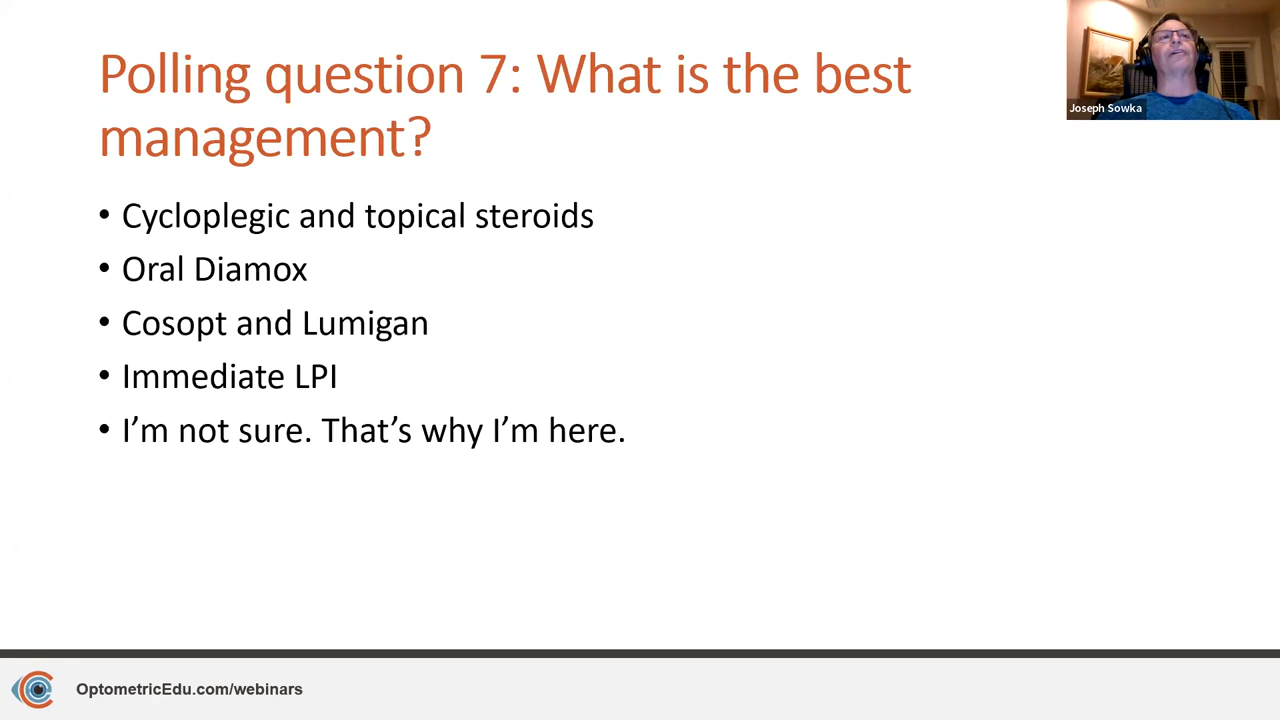 Polling question 7: What is the best
management?
Joseph Sowka
• Cycloplegic and topical steroids
• Oral Diamox
• Cosopt and Lumigan
• Immediate LPI
• I’m not sure. That’s why I’m here.
OptometricEdu.com/webinars